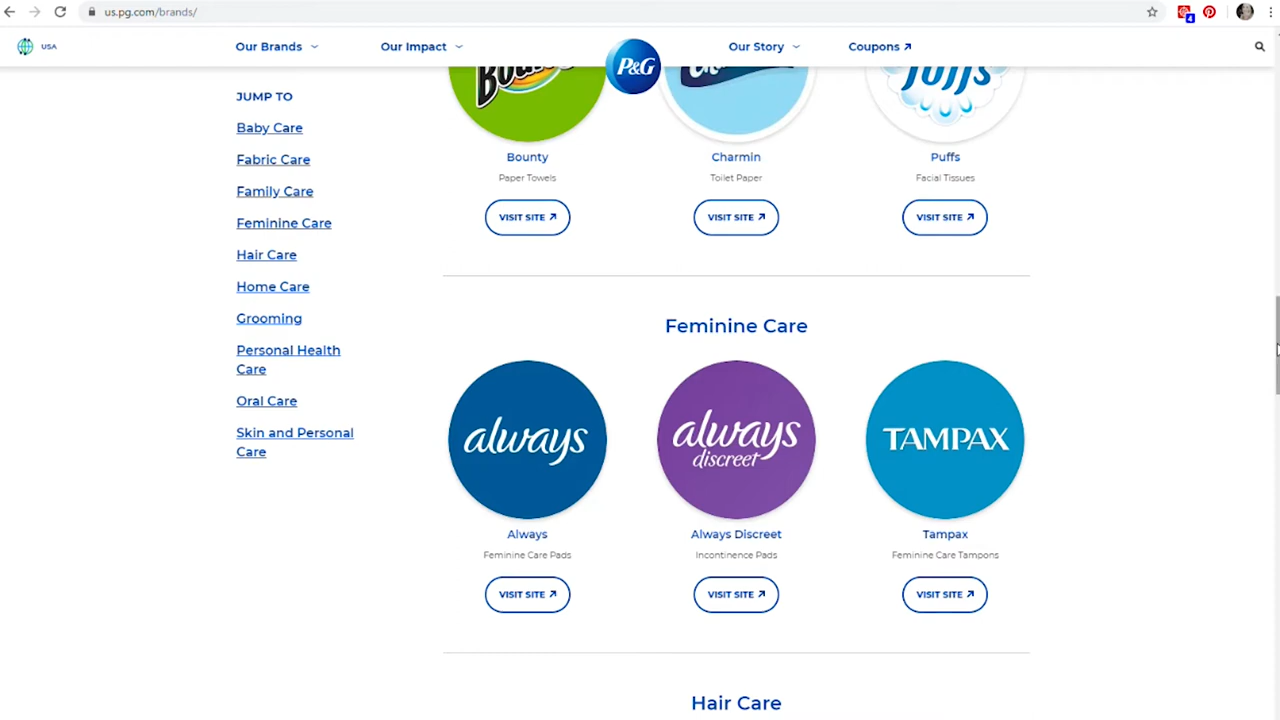 us.pg.com/brands/
4
USA
Our Brands
Our Impact
P&G
Our Story
Coupons
JUMP TO
Baby Care
Fabric Care
Family Care
Feminine Care
Hair Care
Home Care
Grooming
Personal Health
Care
Oral Care
Skin and Personal
Care
Bounty
Charmin
Puffs
Bounty
Charmin
Puffs
Paper Towels
Toilet Paper
Facial Tissues
VISIT SITE
VISIT SITE
VISIT SITE
Feminine Care
always
always
discreet
TAMPAX
Always
Always Discreet
Tampax
Feminine Care Pads
Incontinence Pads
Feminine Care Tampons
VISIT SITE
VISIT SITE
VISIT SITE
Hair Care